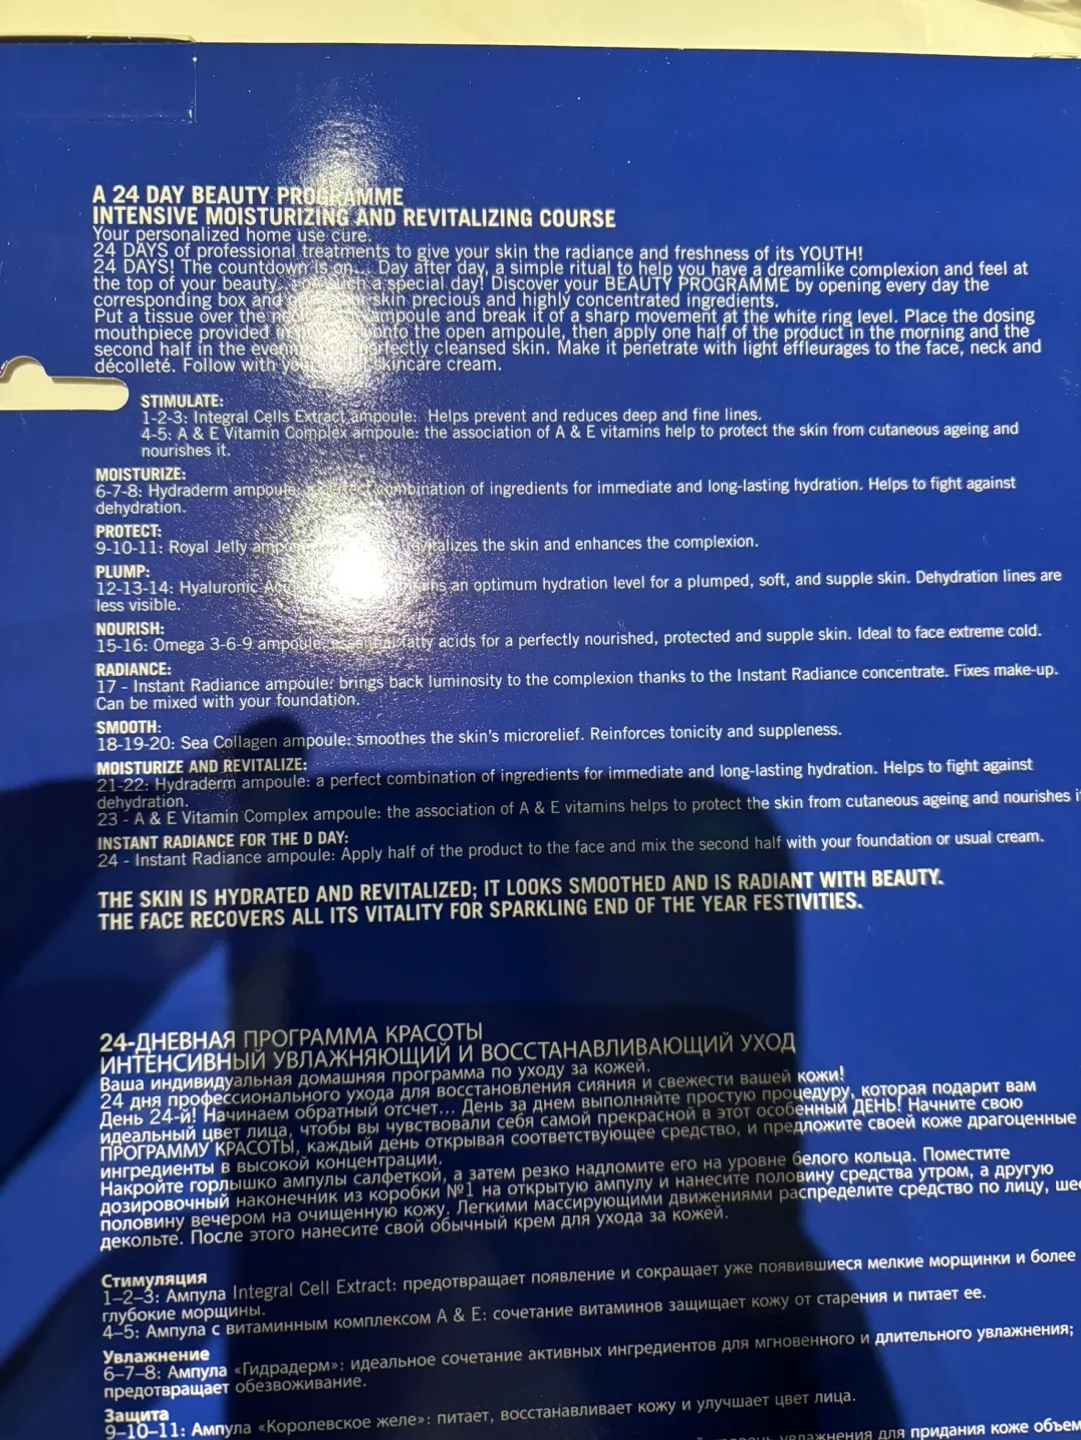 A 24 DAY BEAUTY PROGRAMME
INTENSIVE MOISTURIZING AND REVITALIZING COURSE
Your personalized home use cure.
24 DAYS of professional treatments to give your skin the radiance and freshness of its YOUTH!
24 DAYS! The countdown is on... Day after day, a simple ritual to help you have a dreamlike complexion and feel at
the top of your beauty. such a special day! Discover your BEAUTY PROGRAMME by opening every day the
corresponding box and skin precious and highly concentrated ingredients.
Put a tissue over the ampoule and break it of a sharp movement at the white ring level. Place the dosing
mouthpiece provided onto the open ampoule, then apply one half of the product in the morning and the
second half in the perfectly cleansed skin. Make it penetrate with light effleurages to the face, neck and
décolleté. Follow with skincare cream.
STIMULATE:
1-2-3: Integral Cells Extract ampoule: Helps prevent and reduces deep and fine lines.
4-5: A & E Vitamin Complex ampoule: the association of A & E vitamins help to protect the skin from cutaneous ageing and
nourishes it.
MOISTURIZE:
6-7-8: Hydraderm ampoule: a perfect combination of ingredients for immediate and long-lasting hydration. Helps to fight against
dehydration.
PROTECT:
9-10-11: Royal Jelly revitalizes the skin and enhances the complexion.
PLUMP:
12-13-14: Hyaluronic an optimum hydration level for a plumped, soft, and supple skin. Dehydration lines are
less visible.
NOURISH:
15-16: Omega 3-6-9 ampoule: essential fatty acids for a perfectly nourished, protected and supple skin. Ideal to face extreme cold.
RADIANCE:
17 - Instant Radiance ampoule: brings back luminosity to the complexion thanks to the Instant Radiance concentrate. Fixes make-up.
Can be mixed with your foundation.
SMOOTH:
18-19-20: Sea Collagen ampoule: smoothes the skin's microrelief. Reinforces tonicity and suppleness.
MOISTURIZE AND REVITALIZE:
21-22: Hydraderm ampoule: a perfect combination of ingredients for immediate and long-lasting hydration. Helps to fight against
dehydration.
23 - A & E Vitamin Complex ampoule: the association of A & E vitamins helps to protect the skin from cutaneous ageing and nourishes it
INSTANT RADIANCE FOR THE D DAY:
24 - Instant Radiance ampoule: Apply half of the product to the face and mix the second half with your foundation or usual cream.
THE SKIN IS HYDRATED AND REVITALIZED; IT LOOKS SMOOTHED AND IS RADIANT WITH BEAUTY.
THE FACE RECOVERS ALL ITS VITALITY FOR SPARKLING END OF THE YEAR FESTIVITIES.
24-ДНЕВНАЯ ПРОГРАММА КРАСОТЫ
ИНТЕНСИВНЫЙ УВЛАЖНЯЮЩИЙ И ВОССТАНАВЛИВАЮЩИЙ УХОД
Ваша индивидуальная домашняя программа по уходу за кожей.
24 дня профессионального ухода для восстановления сияния и свежести вашей кожи!
День 24-й! Начинаем обратный отсчет... День за днем выполняйте простую процедуру, которая подарит вам
идеальный цвет лица, чтобы вы чувствовали себя самой прекрасной в этот особенный ДЕНЬ! Начните свою
ПРОГРАММУ КРАСОТЫ, каждый день открывая соответствующее средство, и предложите своей коже драгоценные
ингредиенты в высокой концентрации.
Накройте горлышко ампулы салфеткой, а затем резко надломите его на уровне белого кольца. Поместите
дозировочный наконечник из коробки №1 на открытую ампулу и нанесите половину средства утром, а другую
половину вечером на очищенную кожу. Легкими массирующими движениями распределите средство по лицу, шее
декольте. После этого нанесите свой обычный крем для ухода за кожей.
Стимуляция
1–2–3: Ампула Integral Cell Extract: предотвращает появление и сокращает уже появившиеся мелкие морщинки и более
глубокие морщины.
4–5: Ампула с витаминным комплексом A & E: сочетание витаминов защищает кожу от старения и питает ее.
Увлажнение
6–7–8: Ампула «Гидрадерм»: идеальное сочетание активных ингредиентов для мгновенного и длительного увлажнения;
предотвращает обезвоживание.
Защита
9–10–11: Ампула «Королевское желе»: питает, восстанавливает кожу и улучшает цвет лица.
увлажнения для придания коже